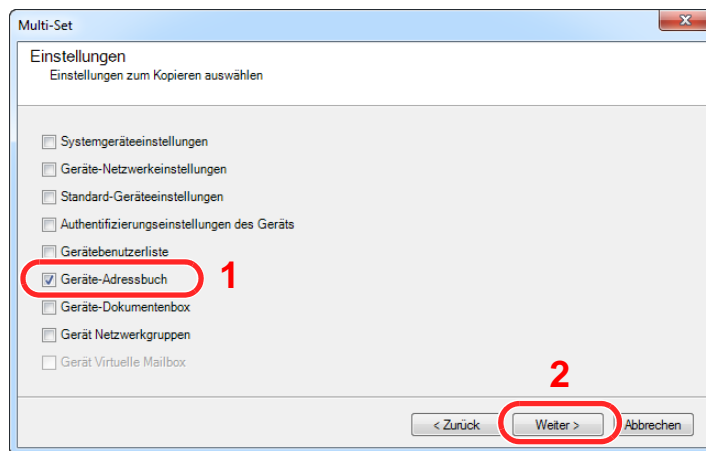 Multi-Set
Einstellungen
Einstellungen zum Kopieren auswählen
Systemgeräteeinstellungen
Geräte-Netzwerkeinstellungen
Standard-Geräteeinstellungen
Authentifizierungseinstellungen des Geräts
Gerätebenutzerliste
Geräte-Adressbuch 1
Geräte-Dokumentenbox
Gerät Netzwerkgruppen
Gerät Virtuelle Mailbox
2
< Zurück Weiter > Abbrechen